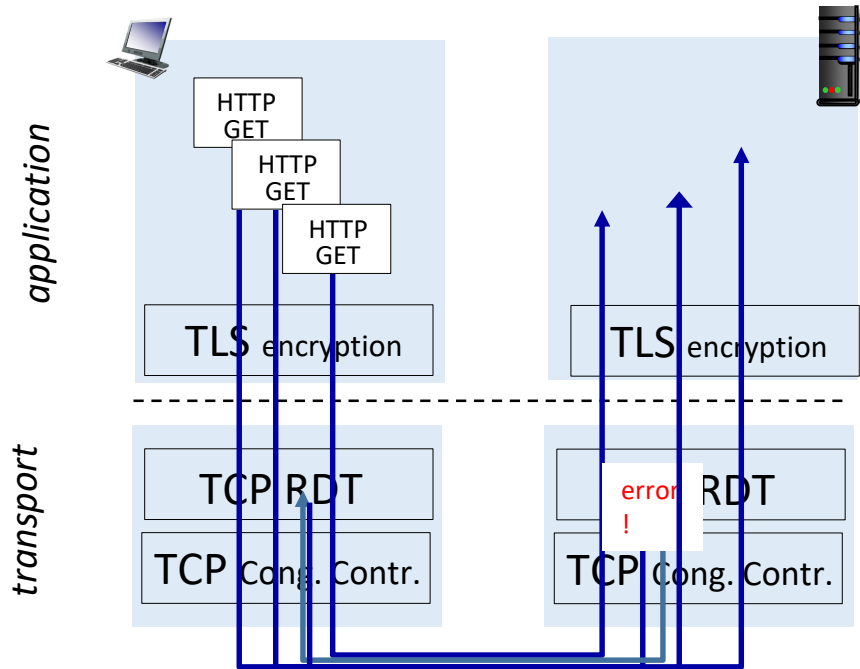 application
HTTP
GET
HTTP
GET
HTTP
GET
TLS encryption
TLS encryption
transport
TCP RDT
error
!
RDT
TCP Cong. Contr.
TCP Cong. Contr.